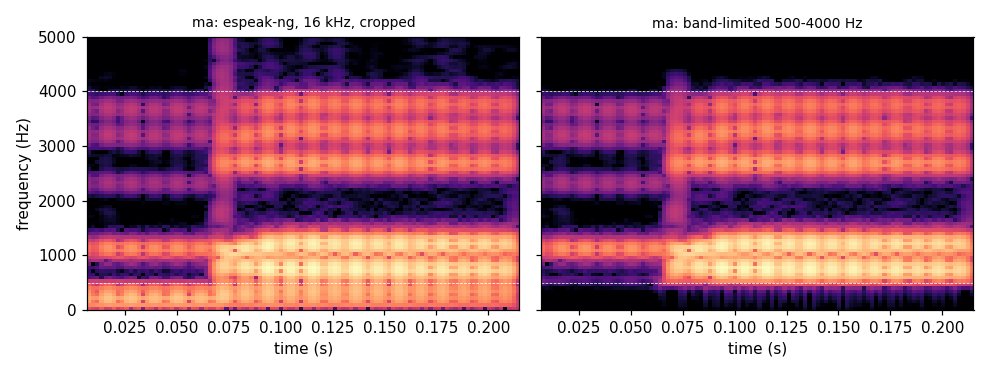 ma: espeak-ng, 16 kHz, cropped
ma: band-limited 500-4000 Hz
5000
4000
3000
2000
1000
0
frequency (Hz)
0.025 0.050 0.075 0.100 0.125 0.150 0.175 0.200
time (s)
0.025 0.050 0.075 0.100 0.125 0.150 0.175 0.200
time (s)